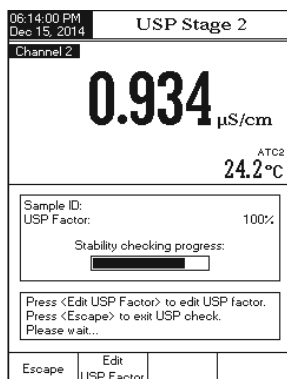 06:14:00 PM
Dec 15, 2014
USP Stage 2
Channel 2
0.934 µS/cm
ATC2
24.2°C
Sample ID:
USP Factor: 100%
Stability checking progress:
Press <Edit USP Factor> to edit USP factor.
Press <Escape> to exit USP check.
Please wait...
Escape
Edit
USP Factor